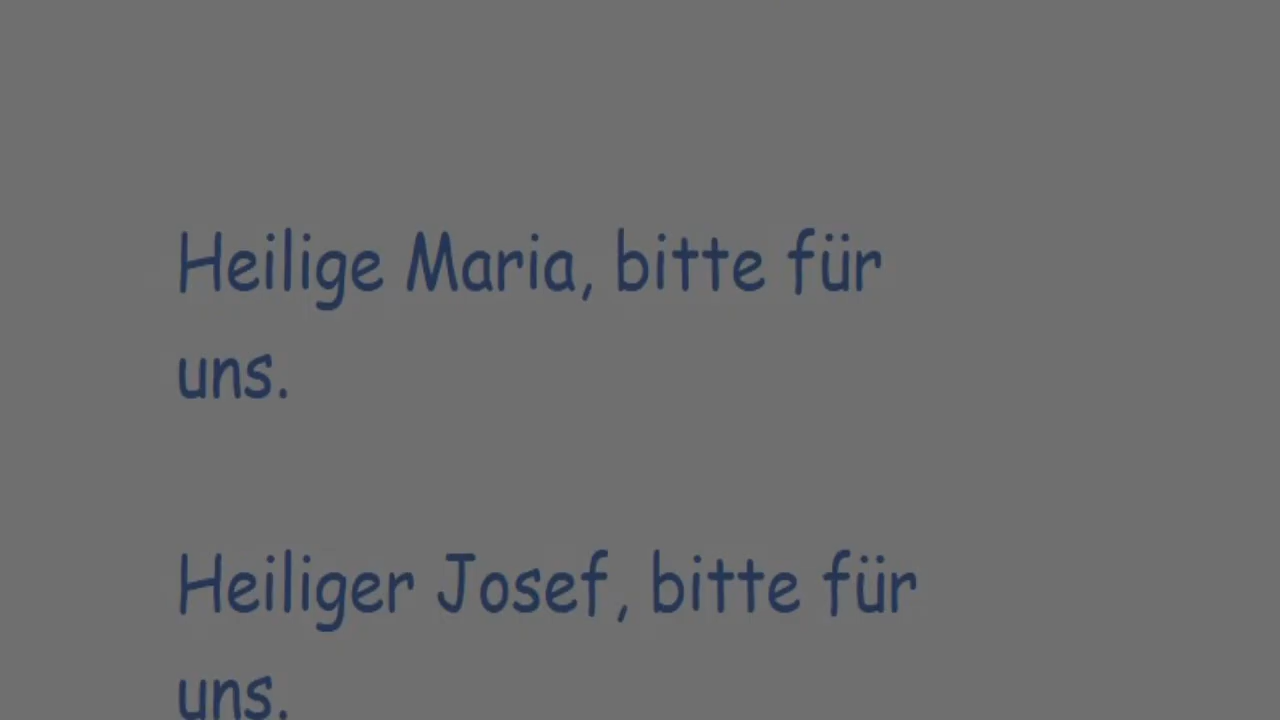 Heilige Maria, bitte für
uns.
Heiliger Josef, bitte für
uns.